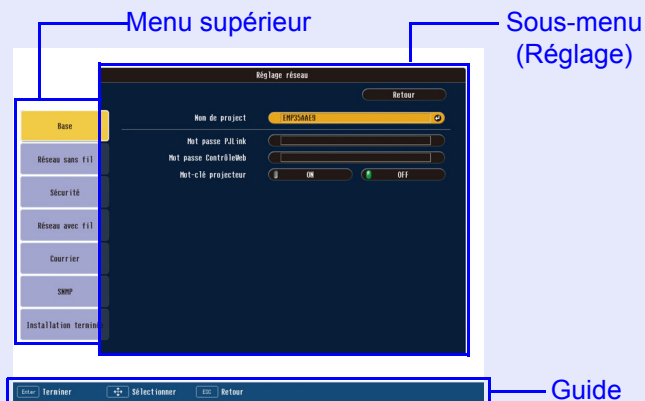 Menu supérieur
Sous-menu
(Réglage)
Réglage réseau
Retour
Base
Nom de project
EMP35AAE9
Mot passe PJLink
Réseau sans fil
Mot passe ContrôleWeb
Mot-clé projecteur
ON
OFF
Sécurité
Réseau avec fil
Courrier
SNMP
Installation terminé
Enter Terminer
Sélectionner
ESC Retour
Guide